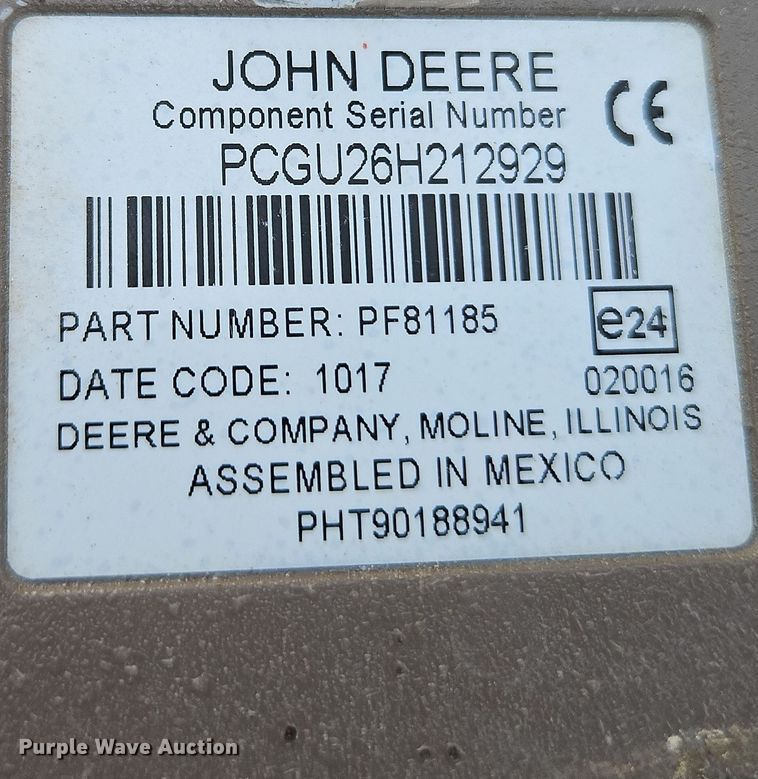 JOHN DEERE
Component Serial Number
CE
PCGU26H212929
PART NUMBER: PF81185
e24
DATE CODE: 1017
020016
DEERE & COMPANY, MOLINE, ILLINOIS
ASSEMBLED IN MEXICO
PHT90188941
Purple Wave Auction